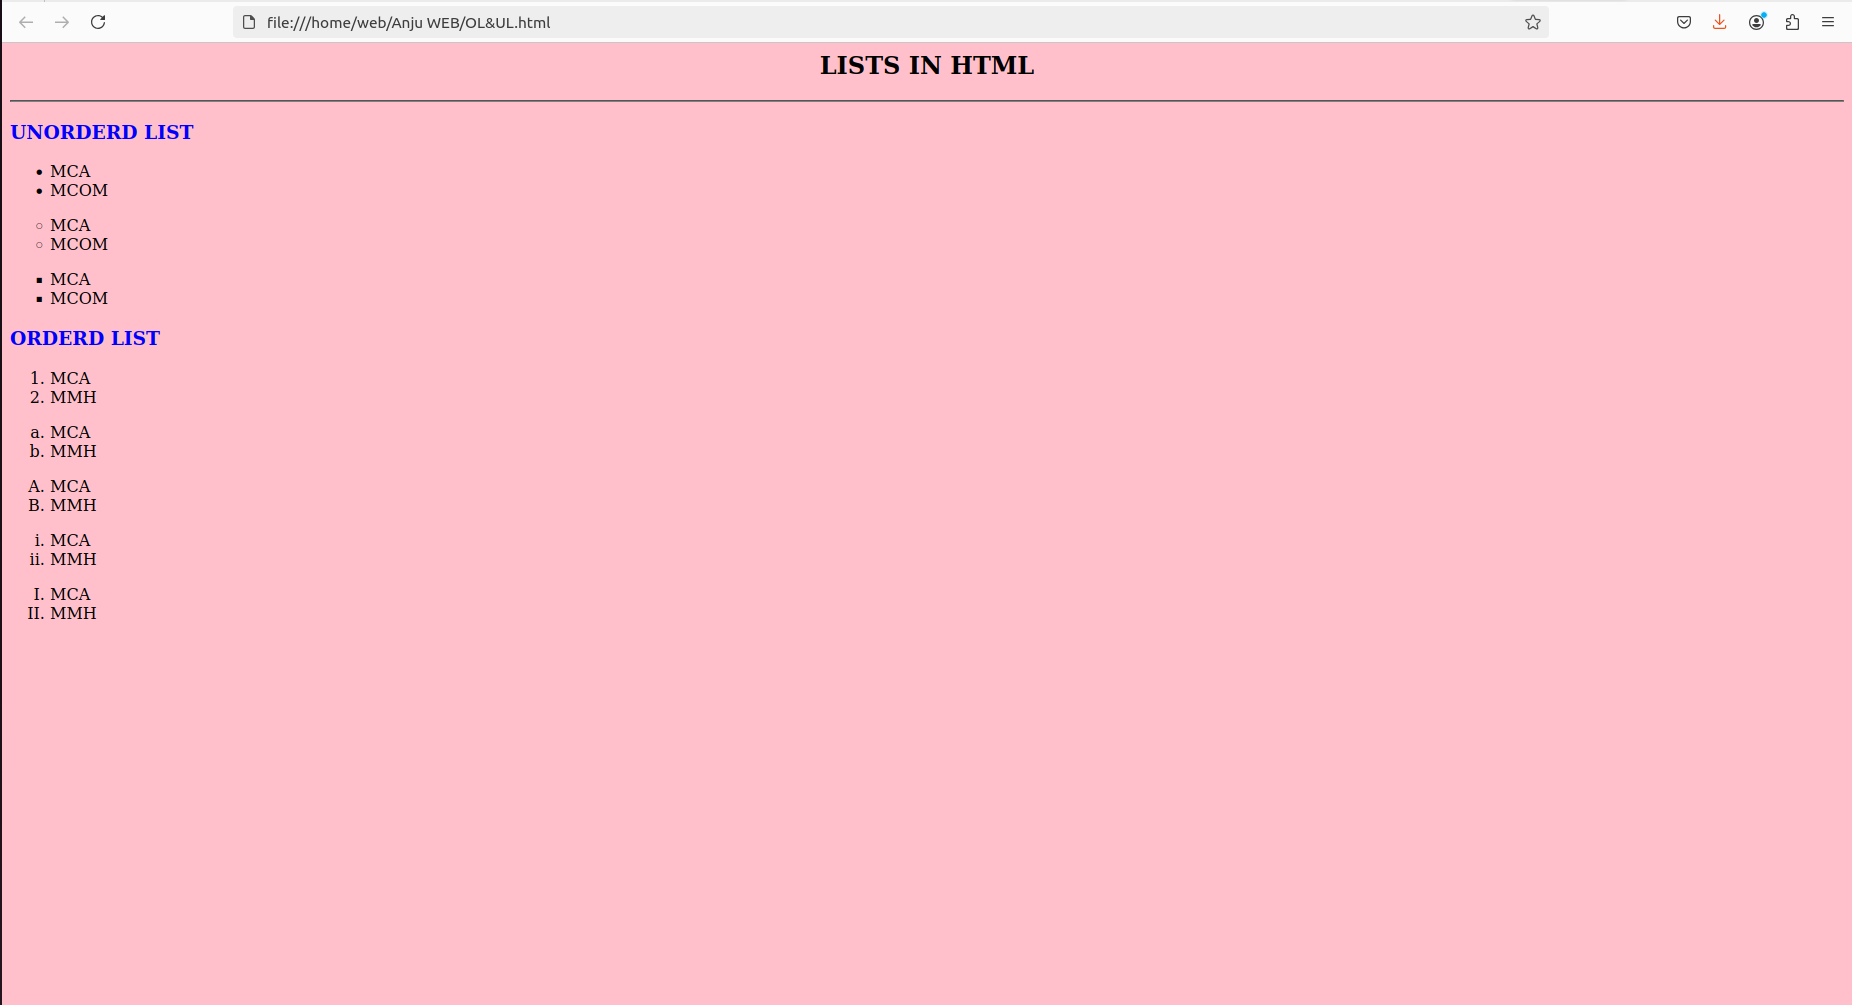 file:///home/web/Anju WEB/OL&UL.html
LISTS IN HTML
UNORDERD LIST
• MCA
• MCOM
◦ MCA
◦ MCOM
▪ MCA
▪ MCOM
ORDERD LIST
1. MCA
2. MMH
a. MCA
b. MMH
A. MCA
B. MMH
i. MCA
ii. MMH
I. MCA
II. MMH